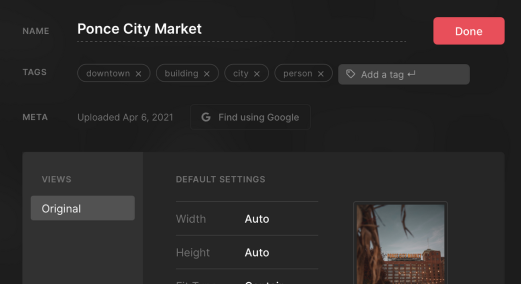 NAME Ponce City Market Done
TAGS downtown × building × city × person × Add a tag ↵
META Uploaded Apr 6, 2021 G Find using Google
VIEWS DEFAULT SETTINGS
Original
Width Auto
Height Auto